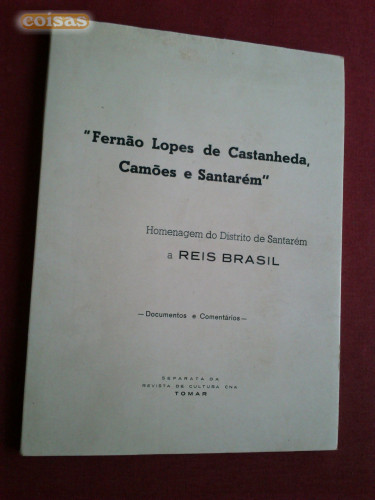 coisas
"Fernão Lopes de Castanheda,
Camões e Santarém"
Homenagem do Distrito de Santarém
a REIS BRASIL
—Documentos e Comentários—
SEPARATA DA
REVISTA DE CULTURA CNA
TOMAR